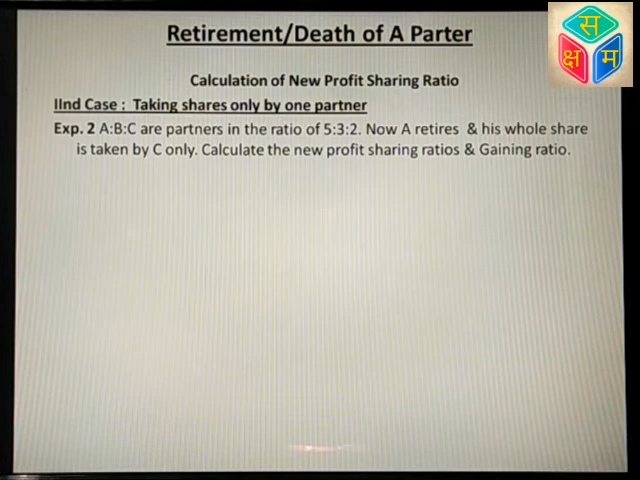 Retirement/Death of A Parter
स
क्ष म
Calculation of New Profit Sharing Ratio
IInd Case : Taking shares only by one partner
Exp. 2 A:B:C are partners in the ratio of 5:3:2. Now A retires & his whole share
is taken by C only. Calculate the new profit sharing ratios & Gaining ratio.